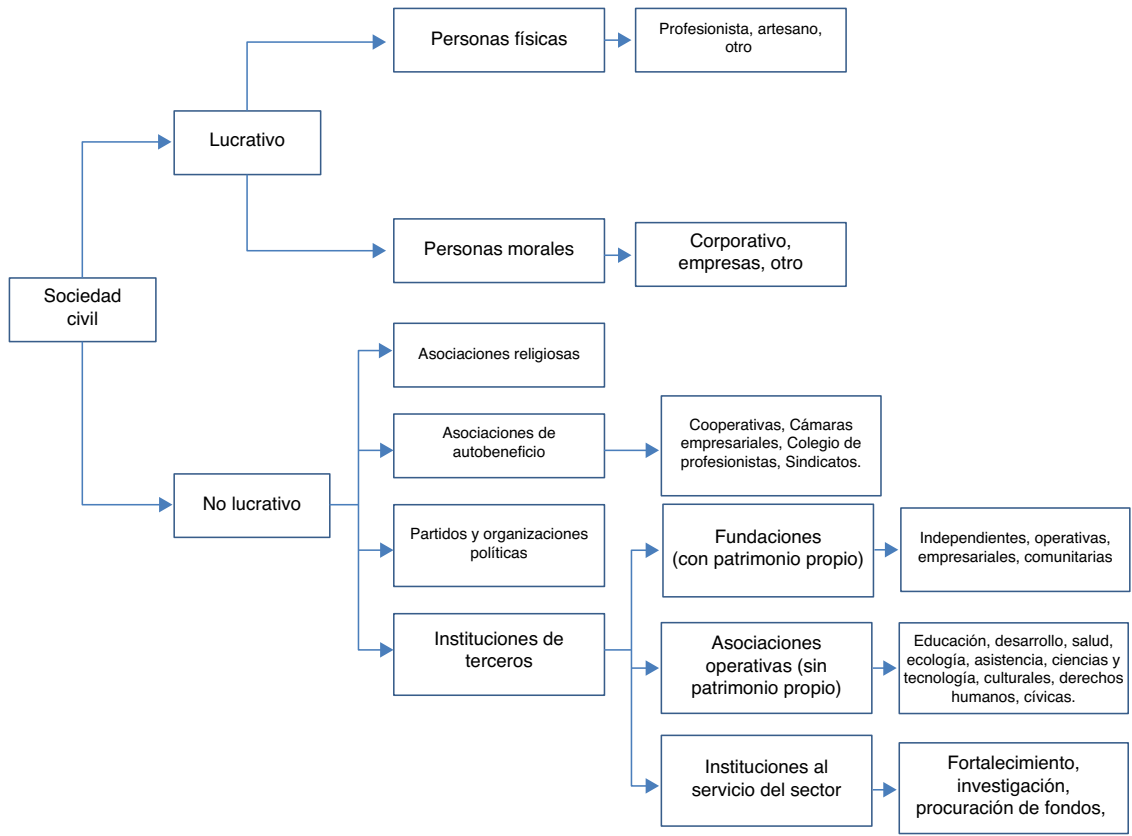 Personas físicas
Profesionista, artesano,
otro
Lucrativo
Personas morales
Corporativo,
empresas, otro
Sociedad
civil
Asociaciones religiosas
Asociaciones de
autobeneficio
Cooperativas, Cámaras
empresariales, Colegio de
profesionistas, Sindicatos.
No lucrativo
Partidos y organizaciones
políticas
Fundaciones
(con patrimonio propio)
Independientes, operativas,
empresariales, comunitarias
Instituciones de
terceros
Asociaciones
operativas (sin
patrimonio propio)
Educación, desarrollo, salud,
ecología, asistencia, ciencias y
tecnología, culturales, derechos
humanos, cívicas.
Instituciones al
servicio del sector
Fortalecimiento,
investigación,
procuración de fondos,